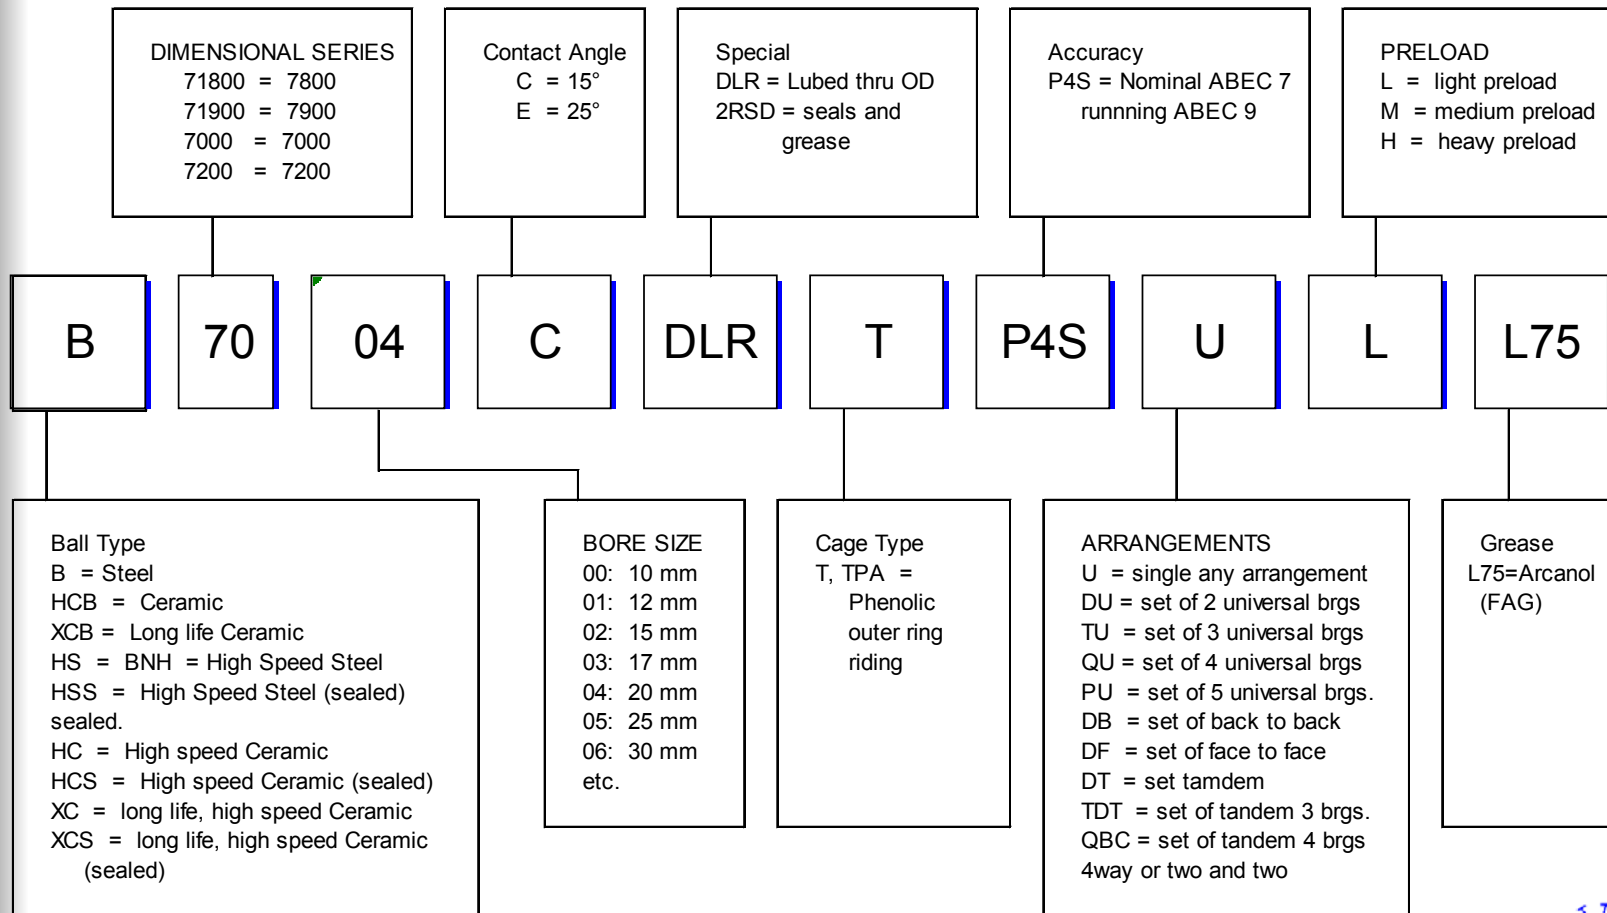 DIMENSIONAL SERIES
71800 = 7800
71900 = 7900
7000 = 7000
7200 = 7200
Contact Angle
C = 15°
E = 25°
Special
DLR = Lubed thru OD
2RSD = seals and
grease
Accuracy
P4S = Nominal ABEC 7
runnning ABEC 9
PRELOAD
L = light preload
M = medium preload
H = heavy preload
B 70 04 C DLR T P4S U L L75
Ball Type
B = Steel
HCB = Ceramic
XCB = Long life Ceramic
HS = BNH = High Speed Steel
HSS = High Speed Steel (sealed)
sealed.
HC = High speed Ceramic
HCS = High speed Ceramic (sealed)
XC = long life, high speed Ceramic
XCS = long life, high speed Ceramic
(sealed)
BORE SIZE
00: 10 mm
01: 12 mm
02: 15 mm
03: 17 mm
04: 20 mm
05: 25 mm
06: 30 mm
etc.
Cage Type
T, TPA =
Phenolic
outer ring
riding
ARRANGEMENTS
U = single any arrangement
DU = set of 2 universal brgs
TU = set of 3 universal brgs
QU = set of 4 universal brgs
PU = set of 5 universal brgs.
DB = set of back to back
DF = set of face to face
DT = set tamdem
TDT = set of tandem 3 brgs.
QBC = set of tandem 4 brgs
4way or two and two
Grease
L75=Arcanol
(FAG)